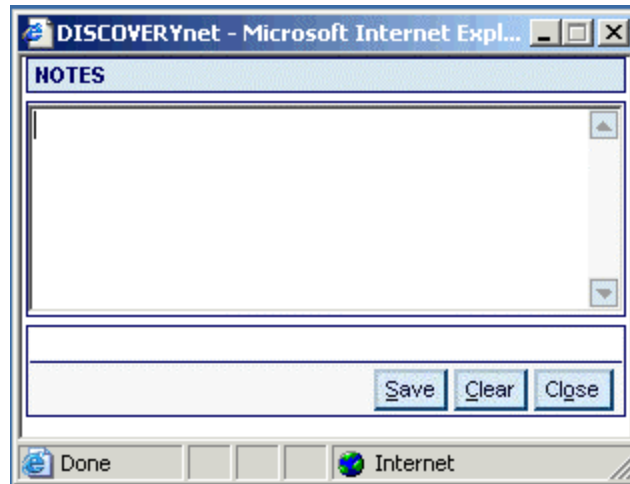 DISCOVERYnet - Microsoft Internet Expl...
NOTES
Save Clear Close
Done Internet